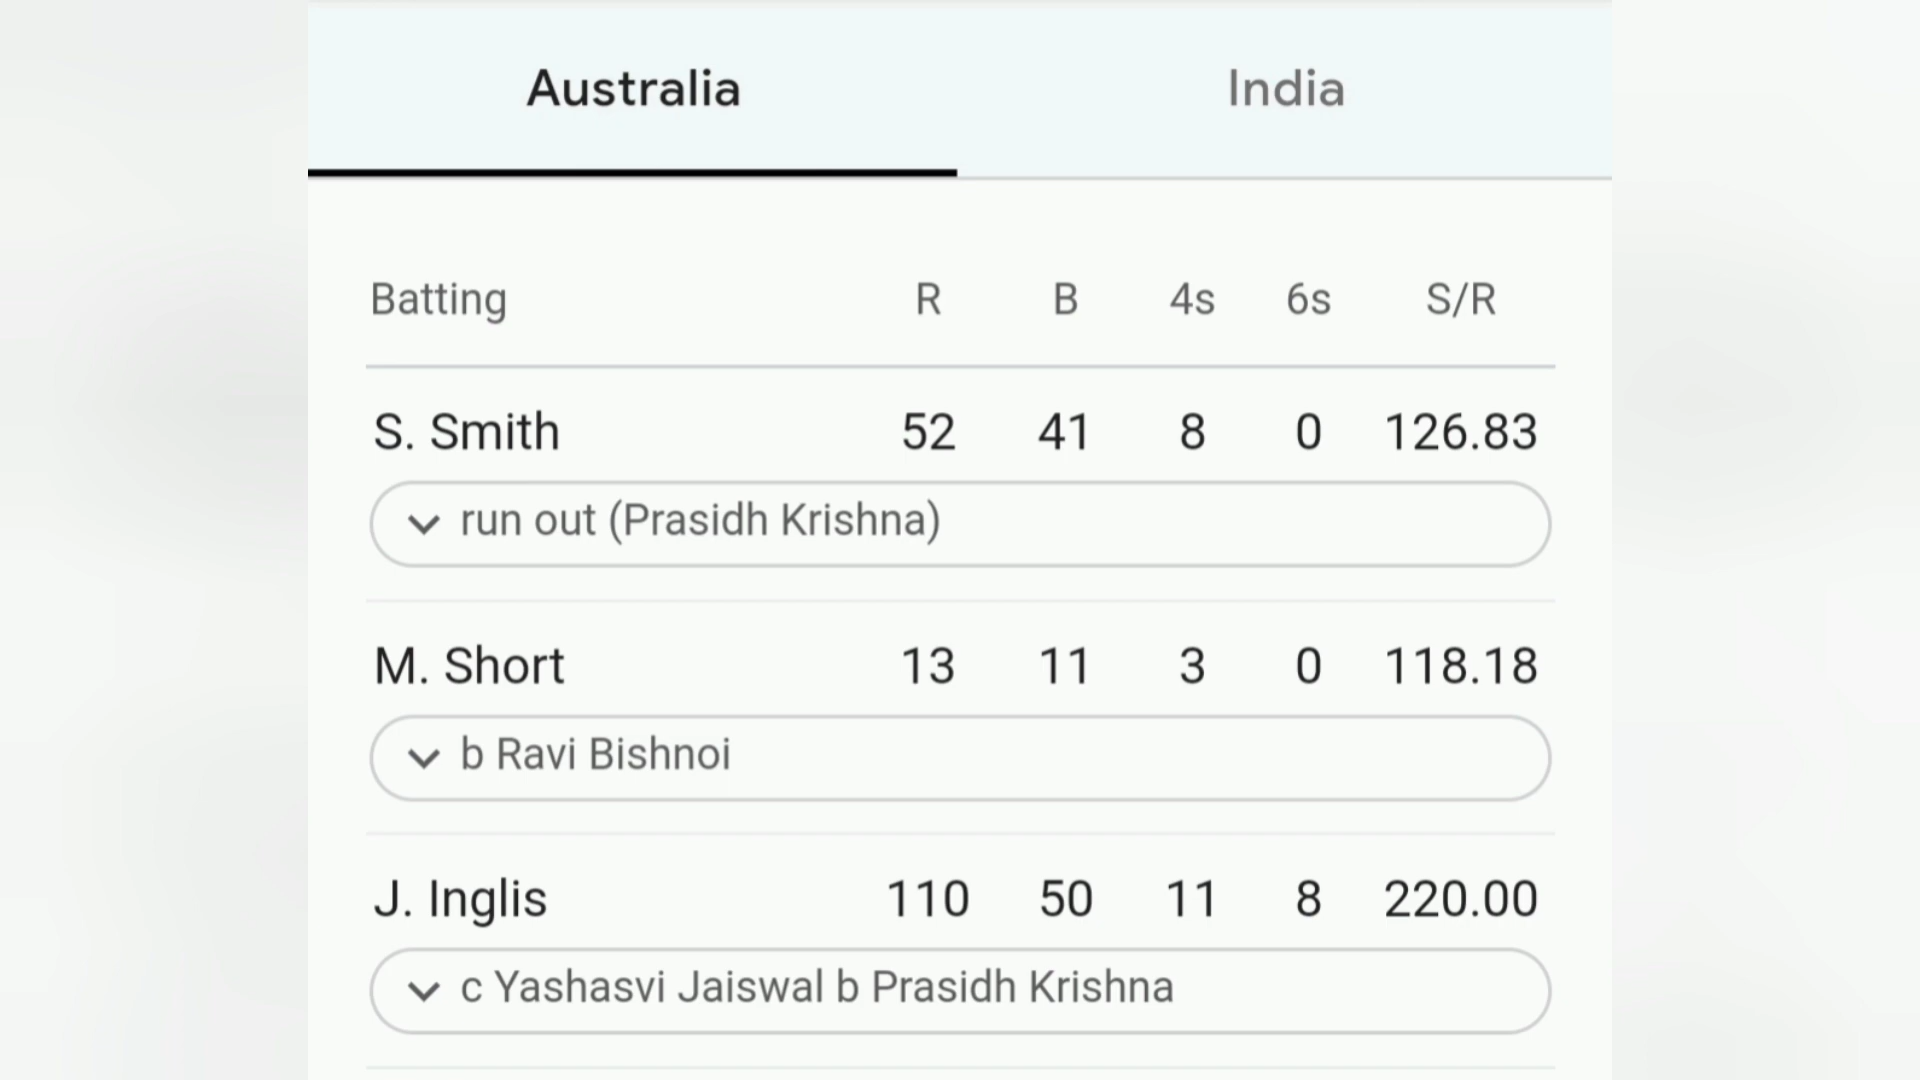 Australia India
Batting R B 4s 6s S/R
S. Smith 52 41 8 0 126.83
run out (Prasidh Krishna)
M. Short 13 11 3 0 118.18
b Ravi Bishnoi
J. Inglis 110 50 11 8 220.00
c Yashasvi Jaiswal b Prasidh Krishna